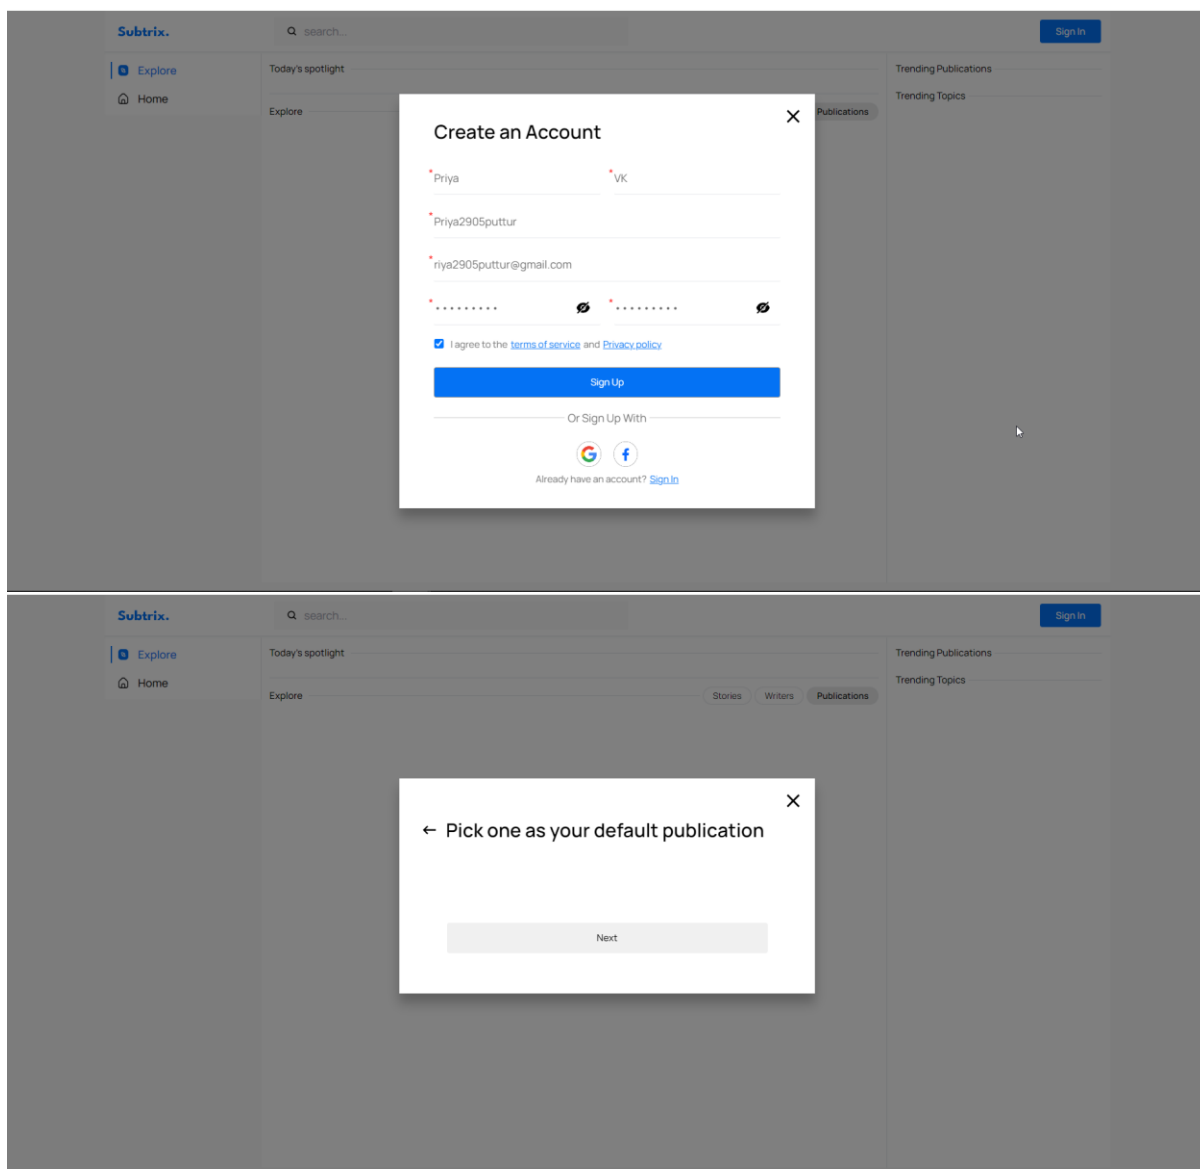 Subtrix.
search...
Sign In
Explore
Home
Today's spotlight
Explore
Publications
Trending Publications
Trending Topics
Create an Account
*Priya *VK
*Priya2905puttur
*riya2905puttur@gmail.com
*········· *·········
I agree to the terms of service and Privacy policy
Sign Up
Or Sign Up With
Already have an account? Sign In
Subtrix.
search...
Sign In
Explore
Home
Today's spotlight
Explore
Stories Writers Publications
Trending Publications
Trending Topics
← Pick one as your default publication
Next